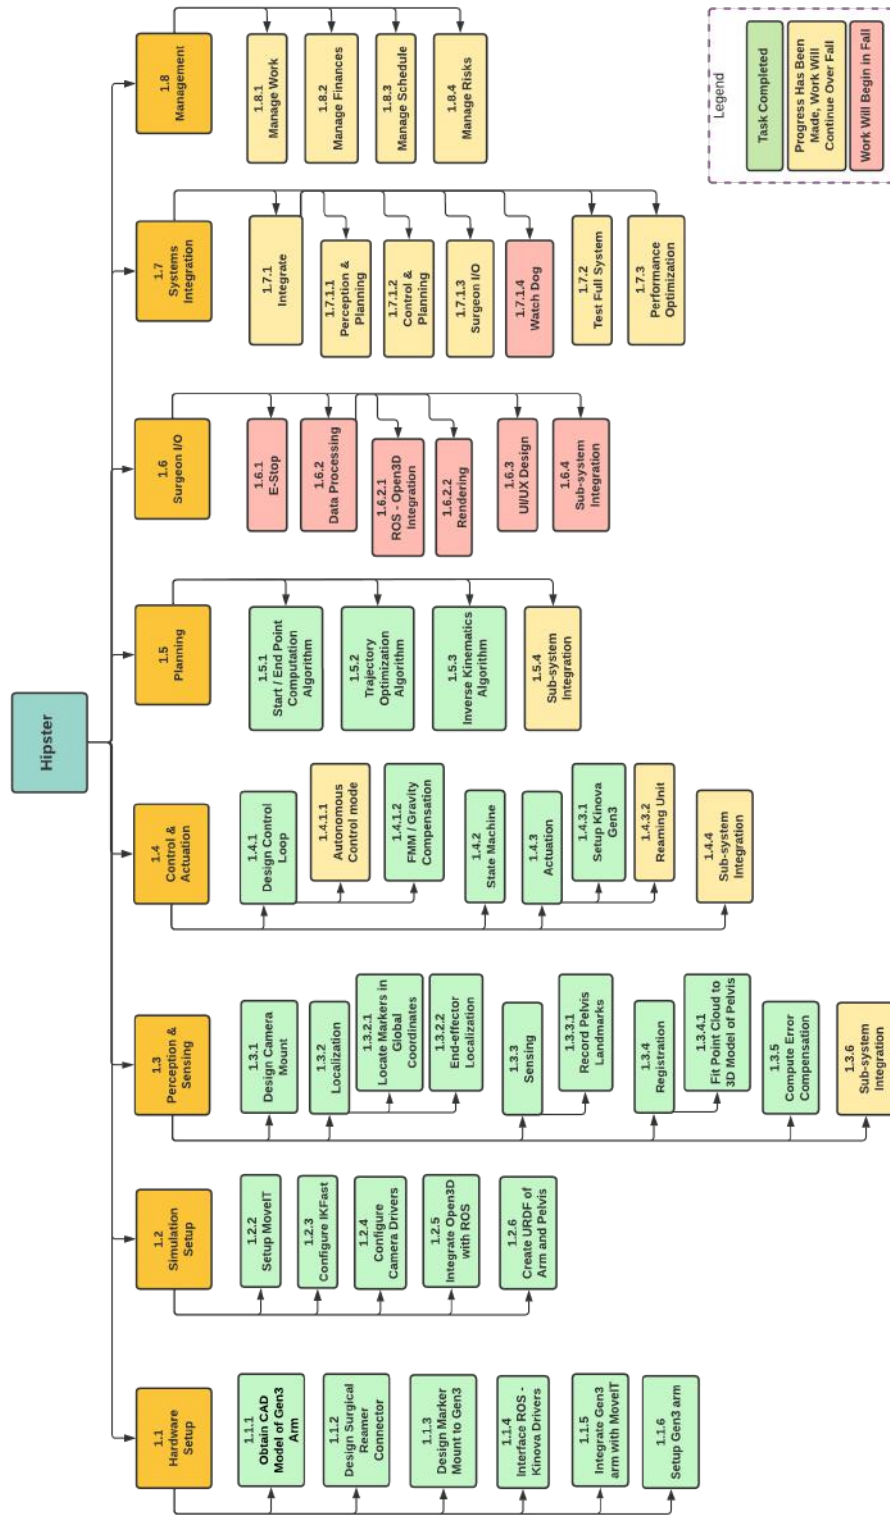 Hipster
1.1
Hardware
Setup
1.1.1
Obtain CAD
Model of Gen3
Arm
1.1.2
Design Surgical
Reamer
Connector
1.1.3
Design Marker
Mount to Gen3
1.1.4
Interface ROS -
Kinova Drivers
1.1.5
Integrate Gen3
arm with MoveIT
1.1.6
Setup Gen3 arm
1.2
Simulation
Setup
1.2.2
Setup MoveIT
1.2.3
Configure IKFast
1.2.4
Configure
Camera Drivers
1.2.5
Integrate Open3D
with ROS
1.2.6
Create URDF of
Arm and Pelvis
1.3
Perception &
Sensing
1.3.1
Design Camera
Mount
1.3.2
Localization
1.3.2.1
Locate Markers in
Global
Coordinates
1.3.2.2
End-effector
Localization
1.3.3
Sensing
1.3.3.1
Record Pelvis
Landmarks
1.3.4
Registration
1.3.4.1
Fit Point Cloud to
3D Model of Pelvis
1.3.5
Compute Error
Compensation
1.3.6
Sub-system
Integration
1.4
Control &
Actuation
1.4.1
Design Control
Loop
1.4.1.1
Autonomous
Control mode
1.4.1.2
FMM / Gravity
Compensation
1.4.2
State Machine
1.4.3
Actuation
1.4.3.1
Setup Kinova
Gen3
1.4.3.2
Reaming Unit
1.4.4
Sub-system
Integration
1.5
Planning
1.5.1
Start / End Point
Computation
Algorithm
1.5.2
Trajectory
Optimization
Algorithm
1.5.3
Inverse Kinematics
Algorithm
1.5.4
Sub-system
Integration
1.6
Surgeon I/O
1.6.1
E-Stop
1.6.2
Data Processing
1.6.2.1
ROS - Open3D
Integration
1.6.2.2
Rendering
1.6.3
UI/UX Design
1.6.4
Sub-system
Integration
1.7
Systems
Integration
1.7.1
Integrate
1.7.1.1
Perception &
Planning
1.7.1.2
Control &
Planning
1.7.1.3
Surgeon I/O
1.7.1.4
Watch Dog
1.7.2
Test Full System
1.7.3
Performance
Optimization
1.8
Management
1.8.1
Manage Work
1.8.2
Manage Finances
1.8.3
Manage Schedule
1.8.4
Manage Risks
Legend
Task Completed
Progress Has Been
Made, Work Will
Continue Over Fall
Work Will Begin in Fall